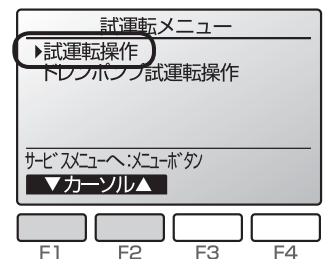 試運転メニュー
▶試運転操作
ドレンポンプ試運転操作
サービスメニューへ:メニューボタン
▼カーソル▲
F1 F2 F3 F4